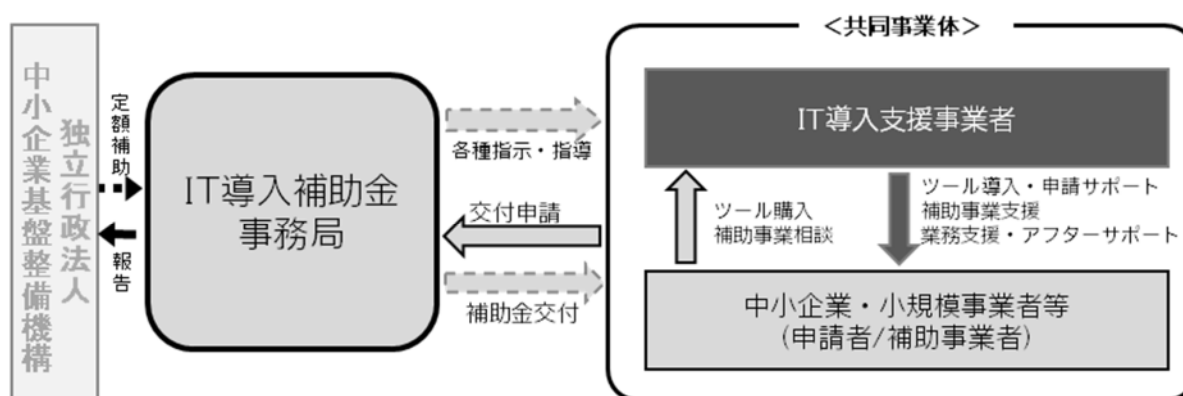 ＜共同事業体＞
独立行政法人
中小企業基盤整備機構
定額補助
報告
IT導入補助金
事務局
各種指示・指導
交付申請
補助金交付
IT導入支援事業者
ツール購入
補助事業相談
ツール導入・申請サポート
補助事業支援
業務支援・アフターサポート
中小企業・小規模事業者等
(申請者/補助事業者)